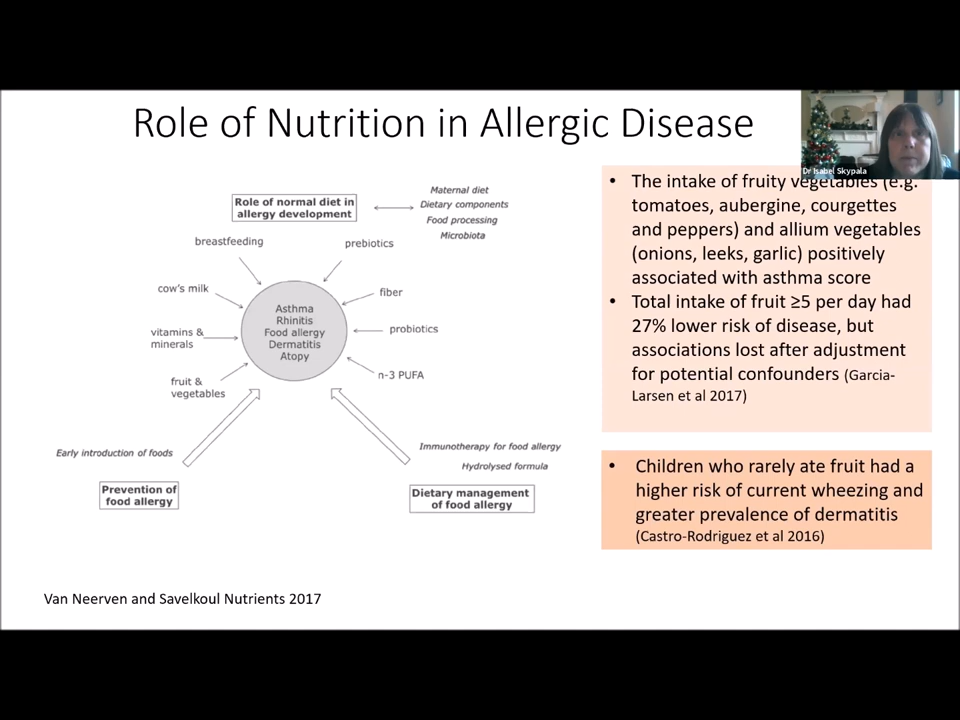 Role of Nutrition in Allergic Disease
Dr Isabel Skypala
Role of normal diet in
allergy development
Maternal diet
Dietary components
Food processing
Microbiota
breastfeeding
prebiotics
cow's milk
fiber
Asthma
Rhinitis
Food allergy
Dermatitis
Atopy
vitamins &
minerals
probiotics
fruit &
vegetables
n-3 PUFA
Early introduction of foods
Immunotherapy for food allergy
Hydrolysed formula
Prevention of
food allergy
Dietary management
of food allergy
• The intake of fruity vegetables (e.g.
tomatoes, aubergine, courgettes
and peppers) and allium vegetables
(onions, leeks, garlic) positively
associated with asthma score
• Total intake of fruit ≥5 per day had
27% lower risk of disease, but
associations lost after adjustment
for potential confounders (Garcia-
Larsen et al 2017)
• Children who rarely ate fruit had a
higher risk of current wheezing and
greater prevalence of dermatitis
(Castro-Rodriguez et al 2016)
Van Neerven and Savelkoul Nutrients 2017